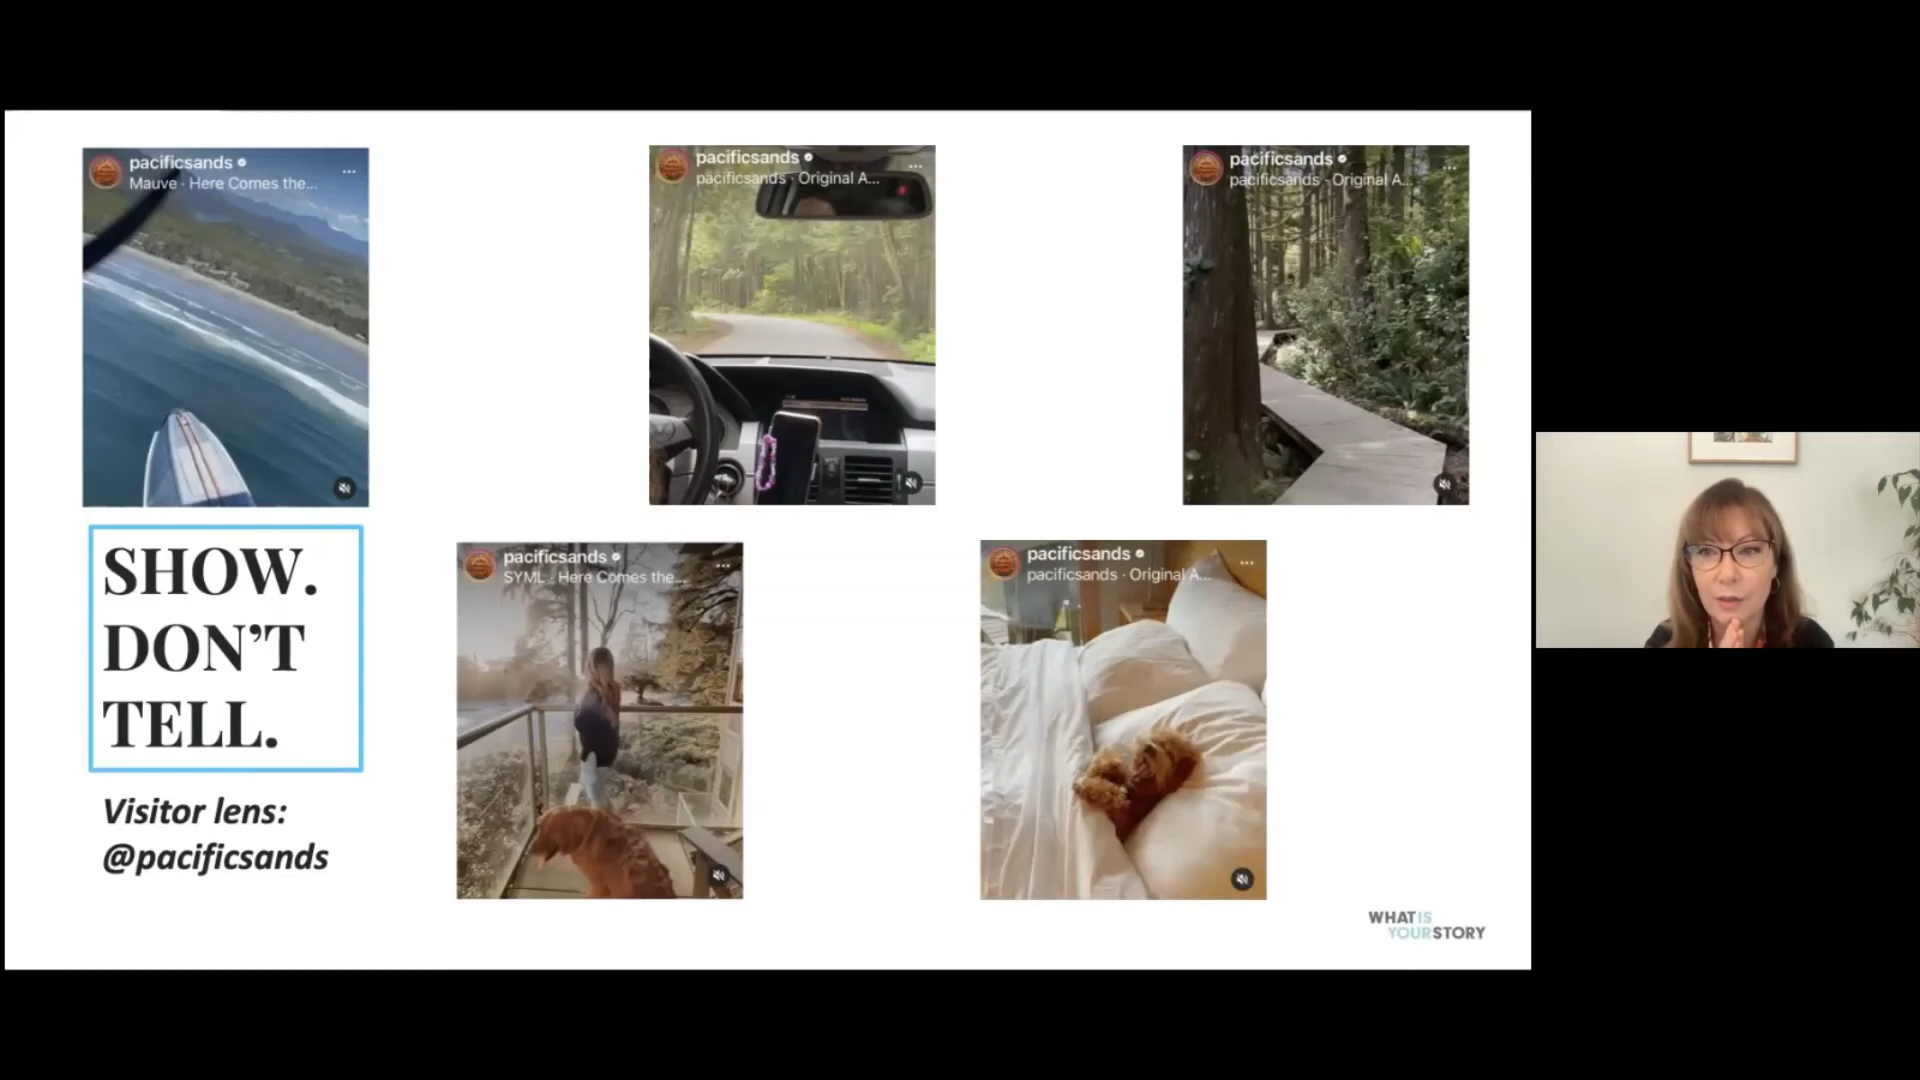 pacificsands
Mauve · Here Comes the...
pacificsands
pacificsands · Original A...
pacificsands
pacificsands · Original A...
SHOW.
DON'T
TELL.
Visitor lens:
@pacificsands
pacificsands
SYML · Here Comes the...
pacificsands
pacificsands · Original A...
WHAT IS
YOUR STORY